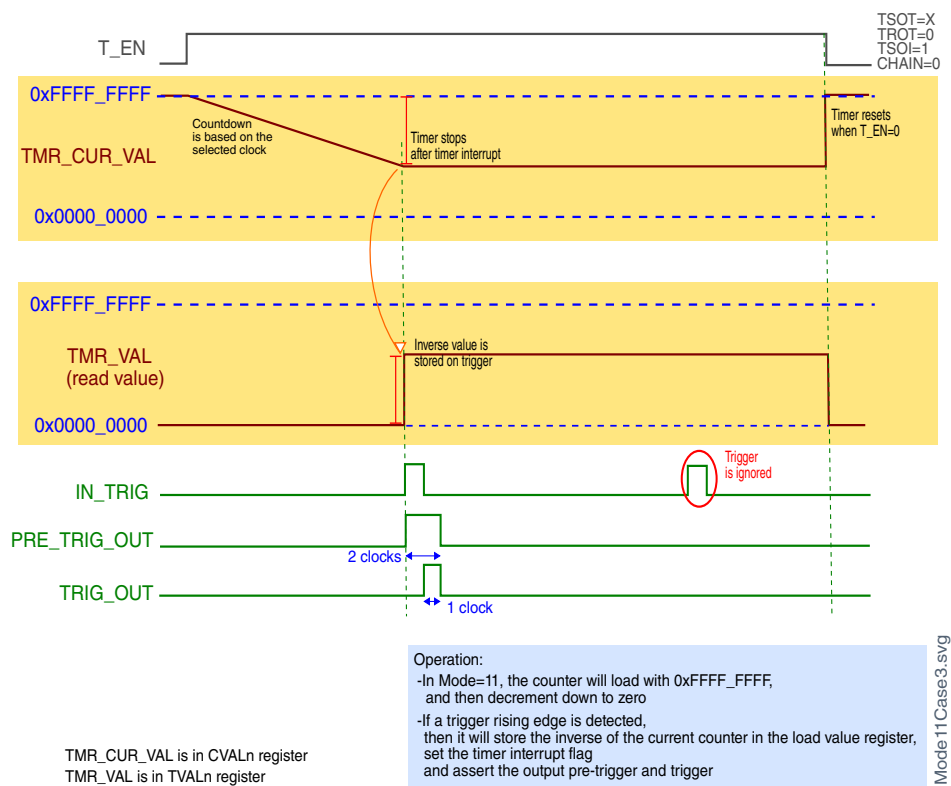 TSOT=X
TROT=0
TSOI=1
CHAIN=0
T_EN
0xFFFF_FFFF
Countdown
is based on the
selected clock
Timer stops
after timer interrupt
Timer resets
when T_EN=0
TMR_CUR_VAL
0x0000_0000
0xFFFF_FFFF
Inverse value is
stored on trigger
TMR_VAL
(read value)
0x0000_0000
Trigger
is ignored
IN_TRIG
PRE_TRIG_OUT
2 clocks
TRIG_OUT
1 clock
Operation:
-In Mode=11, the counter will load with 0xFFFF_FFFF,
and then decrement down to zero
-If a trigger rising edge is detected,
then it will store the inverse of the current counter in the load value register,
set the timer interrupt flag
and assert the output pre-trigger and trigger
TMR_CUR_VAL is in CVALn register
TMR_VAL is in TVALn register
Mode11Case3.svg